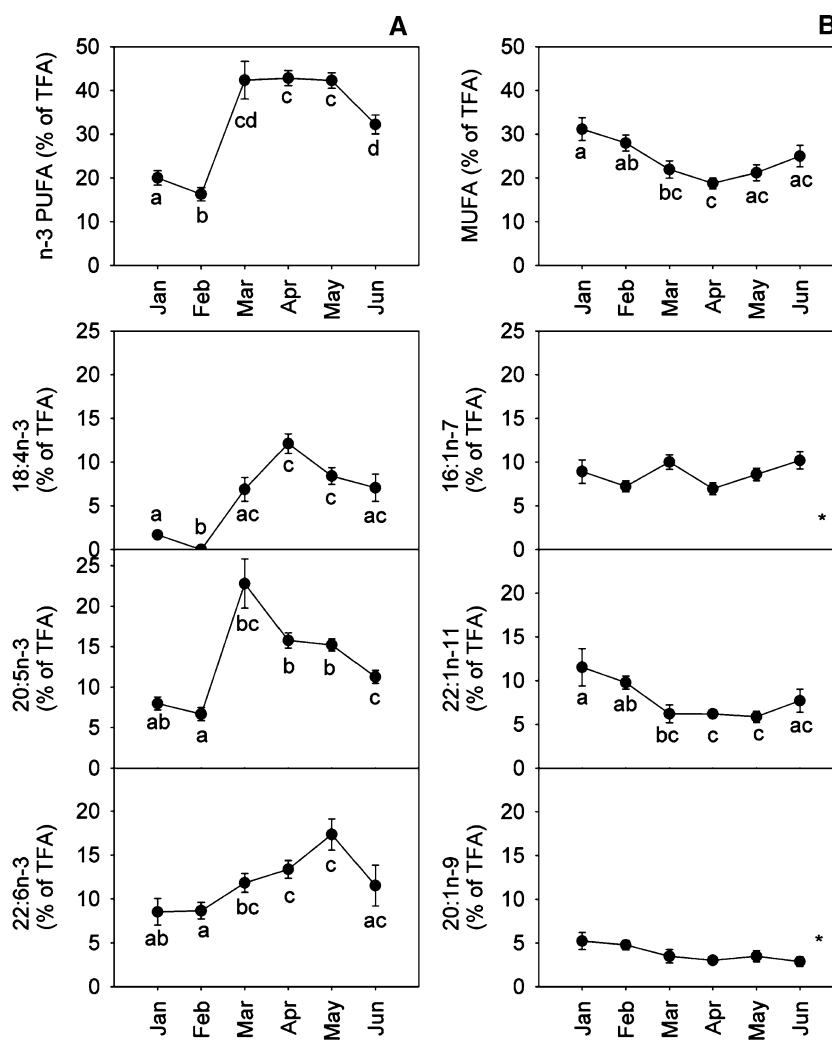 A
B
n-3 PUFA (% of TFA)
50
40
30
20
10
0
a
b
cd
c
c
d
Jan
Feb
Mar
Apr
May
Jun
MUFA (% of TFA)
50
40
30
20
10
0
a
ab
bc
c
ac
ac
Jan
Feb
Mar
Apr
May
Jun
18:4n-3
(% of TFA)
25
20
15
10
5
0
a
b
ac
c
c
ac
16:1n-7
(% of TFA)
25
20
15
10
5
0
*
20:5n-3
(% of TFA)
25
20
15
10
5
0
ab
a
bc
b
b
c
22:1n-11
(% of TFA)
20
15
10
5
0
a
ab
bc
c
c
ac
22:6n-3
(% of TFA)
20
15
10
5
0
ab
a
bc
c
c
ac
Jan
Feb
Mar
Apr
May
Jun
20:1n-9
(% of TFA)
20
15
10
5
0
*
Jan
Feb
Mar
Apr
May
Jun